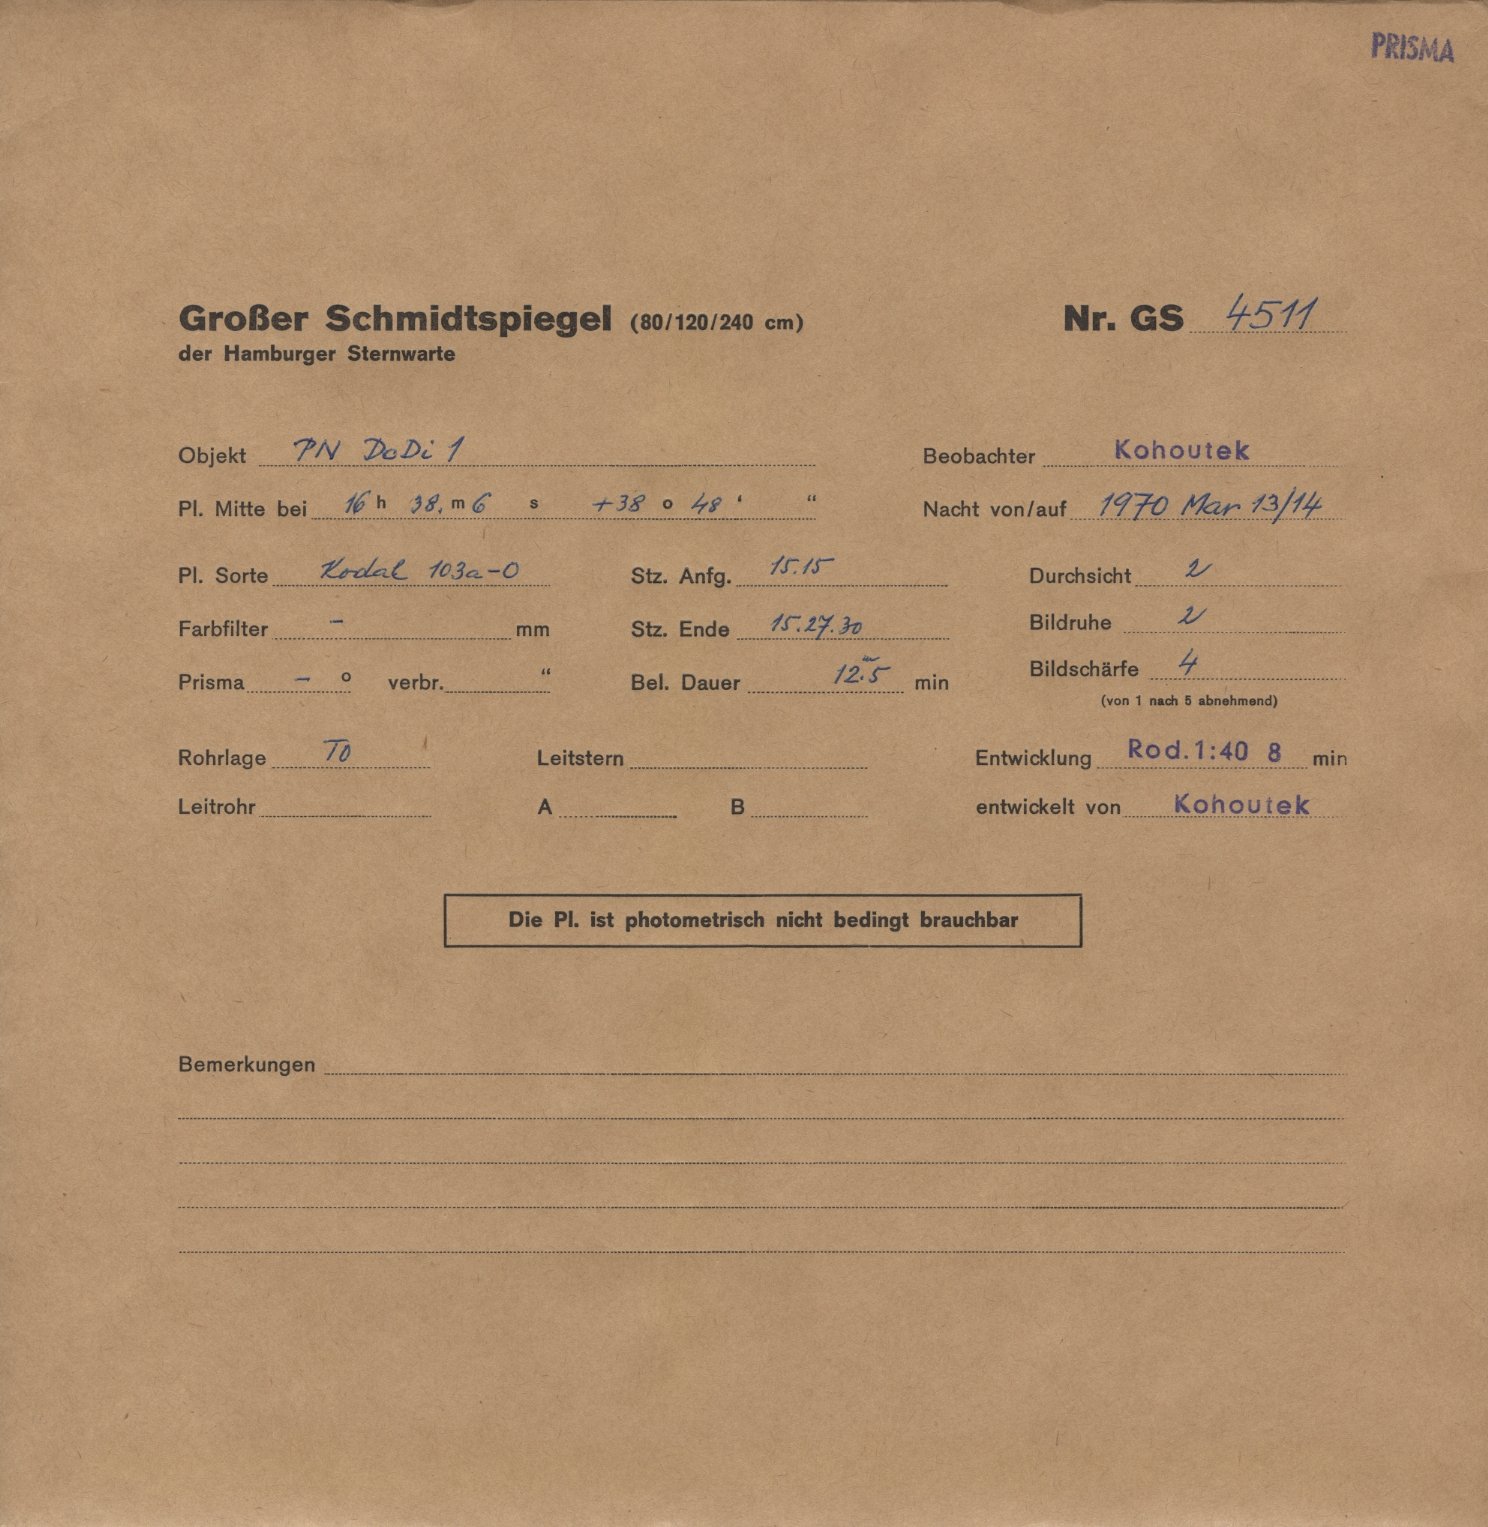 PRISMA
Großer Schmidtspiegel (80/120/240 cm) Nr. GS 4511
der Hamburger Sternwarte
Objekt PN DoDi 1 Beobachter Kohoutek
Pl. Mitte bei 16 h 38. m 6 s +38 o 48 ' " Nacht von/auf 1970 Mar 13/14
Pl. Sorte Kodak 103a-O Stz. Anfg. 15.15 Durchsicht 2
Farbfilter – mm Stz. Ende 15.27.30 Bildruhe 2
Prisma – o verbr. " Bel. Dauer 12.m5 min Bildschärfe 4
(von 1 nach 5 abnehmend)
Rohrlage TO Leitstern Entwicklung Rod.1:40 8 min
Leitrohr A B entwickelt von Kohoutek
Die Pl. ist photometrisch nicht bedingt brauchbar
Bemerkungen